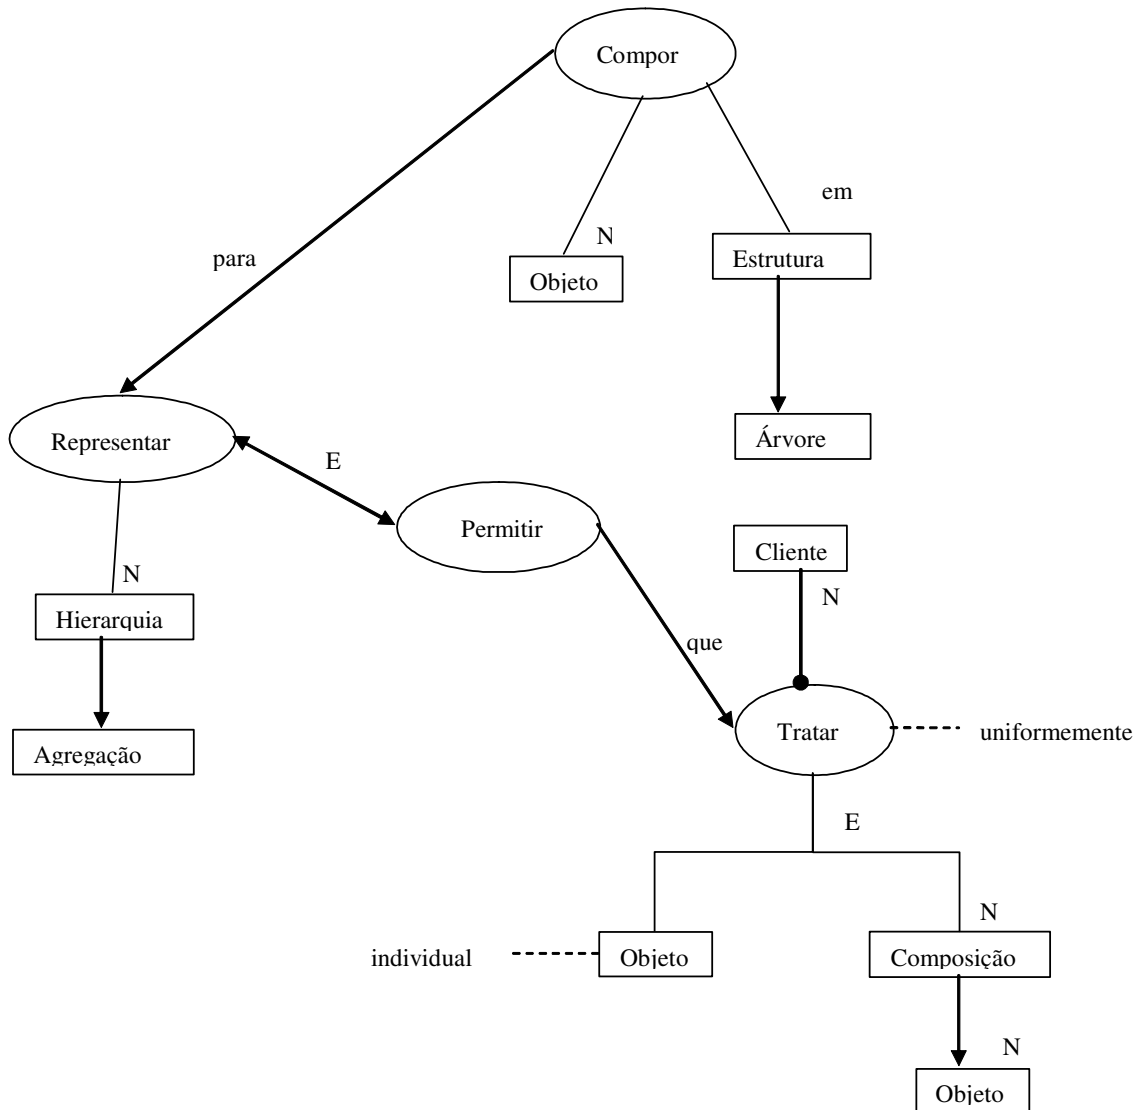 Compor
em
N
Estrutura
para
Objeto
Árvore
Representar
E
Permitir
Cliente
N
N
Hierarquia
que
Tratar
uniformemente
Agregação
E
N
individual
Objeto
Composição
N
Objeto